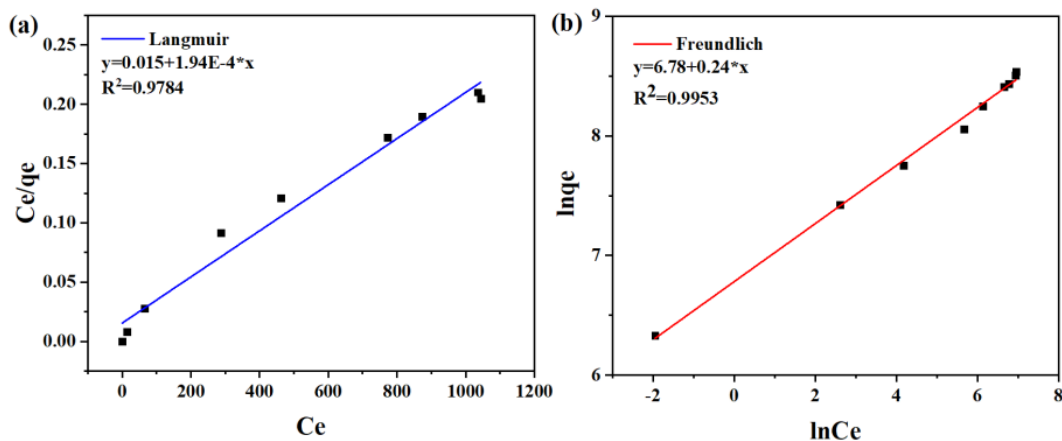 (a)
Langmuir
y=0.015+1.94E-4*x
R²=0.9784
0.25
0.20
0.15
0.10
0.05
0.00
Ce/qe
0 200 400 600 800 1000 1200
Ce
(b)
Freundlich
y=6.78+0.24*x
R²=0.9953
9
8
7
6
lnqe
-2 0 2 4 6 8
lnCe